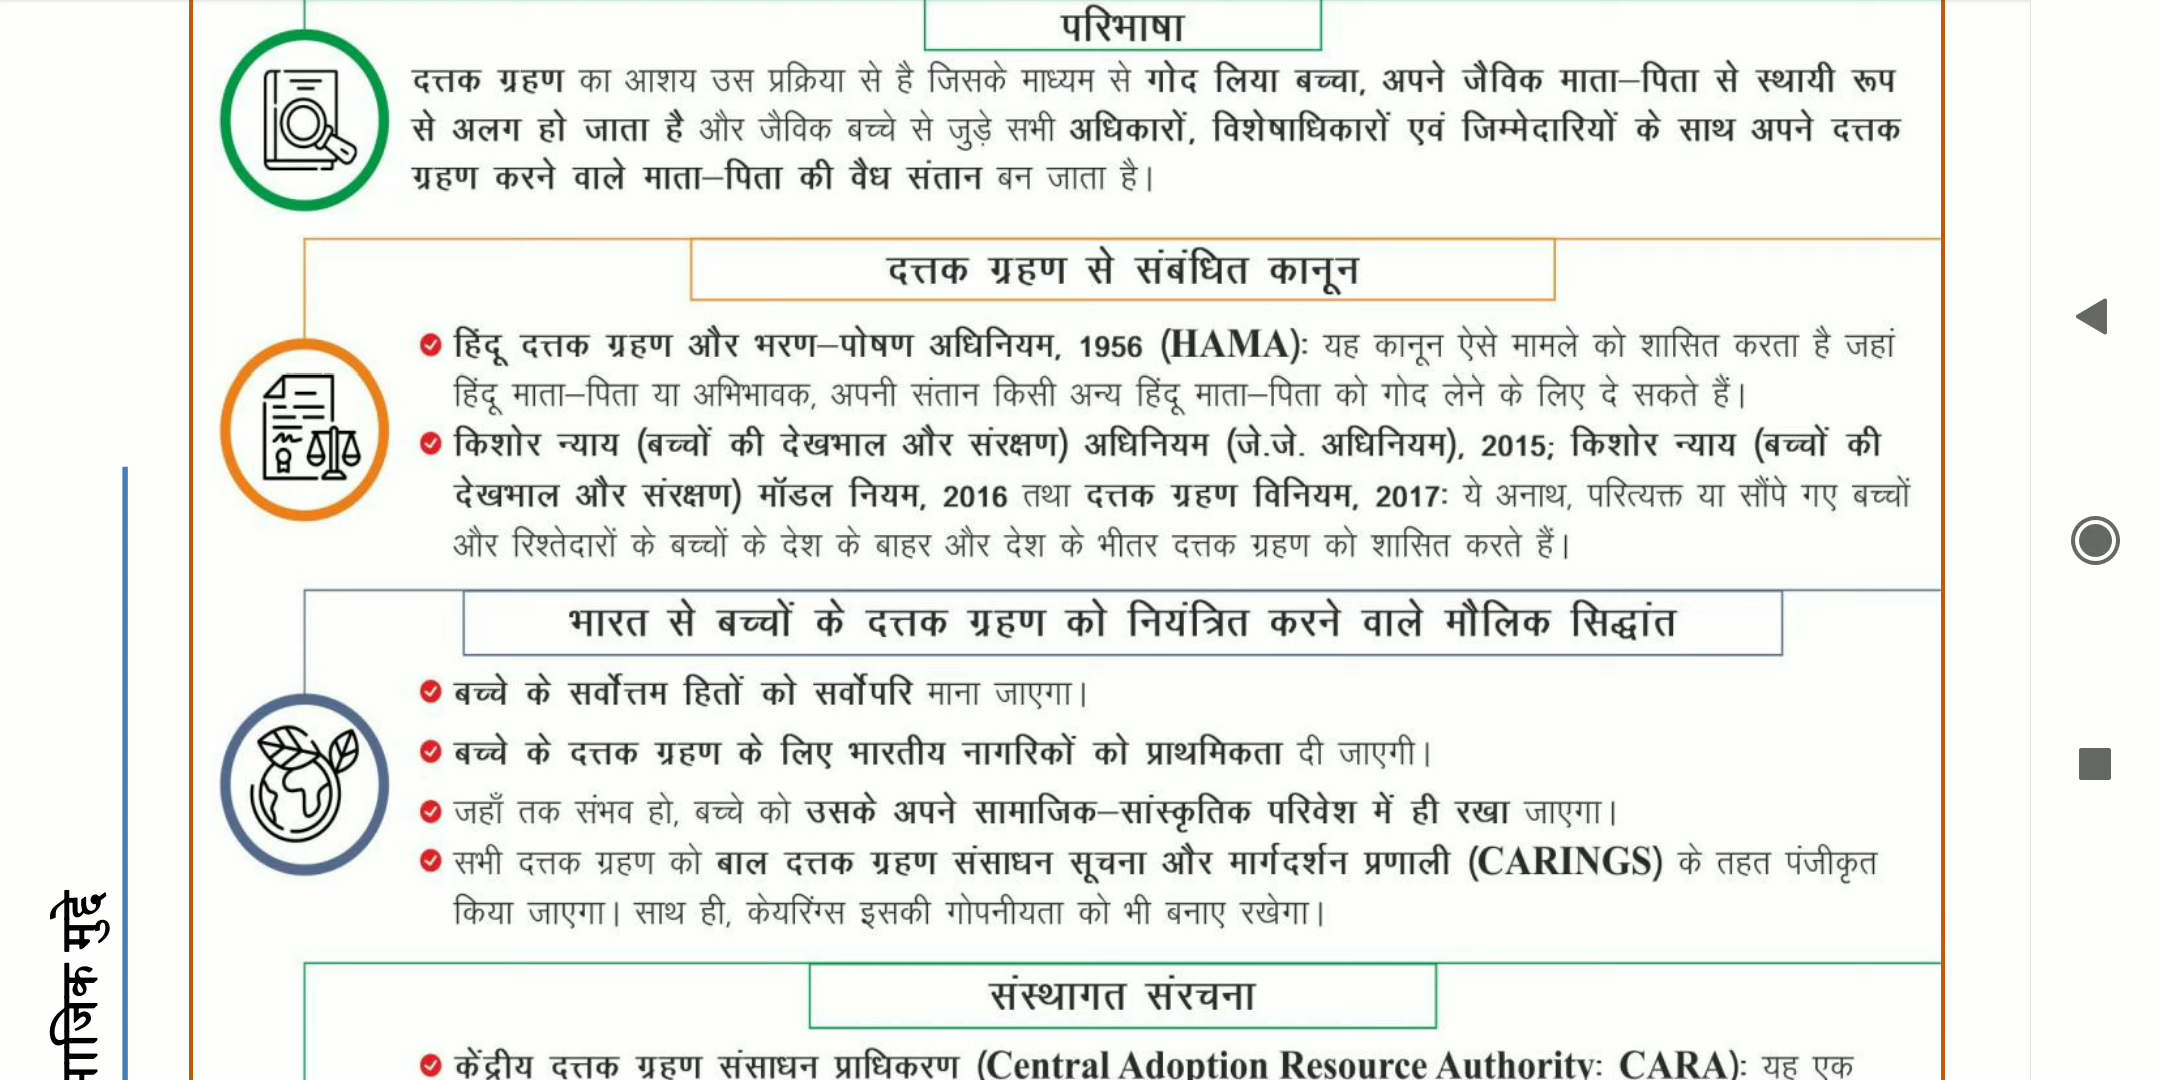 परिभाषा
दत्तक ग्रहण का आशय उस प्रक्रिया से है जिसके माध्यम से गोद लिया बच्चा, अपने जैविक माता–पिता से स्थायी रूप
से अलग हो जाता है और जैविक बच्चे से जुड़े सभी अधिकारों, विशेषाधिकारों एवं जिम्मेदारियों के साथ अपने दत्तक
ग्रहण करने वाले माता–पिता की वैध संतान बन जाता है।
दत्तक ग्रहण से संबंधित कानून
हिंदू दत्तक ग्रहण और भरण–पोषण अधिनियम, 1956 (HAMA): यह कानून ऐसे मामले को शासित करता है जहां
हिंदू माता–पिता या अभिभावक, अपनी संतान किसी अन्य हिंदू माता–पिता को गोद लेने के लिए दे सकते हैं।
किशोर न्याय (बच्चों की देखभाल और संरक्षण) अधिनियम (जे.जे. अधिनियम), 2015; किशोर न्याय (बच्चों की
देखभाल और संरक्षण) मॉडल नियम, 2016 तथा दत्तक ग्रहण विनियम, 2017: ये अनाथ, परित्यक्त या सौंपे गए बच्चों
और रिश्तेदारों के बच्चों के देश के बाहर और देश के भीतर दत्तक ग्रहण को शासित करते हैं।
भारत से बच्चों के दत्तक ग्रहण को नियंत्रित करने वाले मौलिक सिद्धांत
बच्चे के सर्वोत्तम हितों को सर्वोपरि माना जाएगा।
बच्चे के दत्तक ग्रहण के लिए भारतीय नागरिकों को प्राथमिकता दी जाएगी।
जहाँ तक संभव हो, बच्चे को उसके अपने सामाजिक–सांस्कृतिक परिवेश में ही रखा जाएगा।
सभी दत्तक ग्रहण को बाल दत्तक ग्रहण संसाधन सूचना और मार्गदर्शन प्रणाली (CARINGS) के तहत पंजीकृत
किया जाएगा। साथ ही, केयरिंग्स इसकी गोपनीयता को भी बनाए रखेगा।
संस्थागत संरचना
केंद्रीय दत्तक ग्रहण संसाधन प्राधिकरण (Central Adoption Resource Authority: CARA): यह एक
मुद्दे